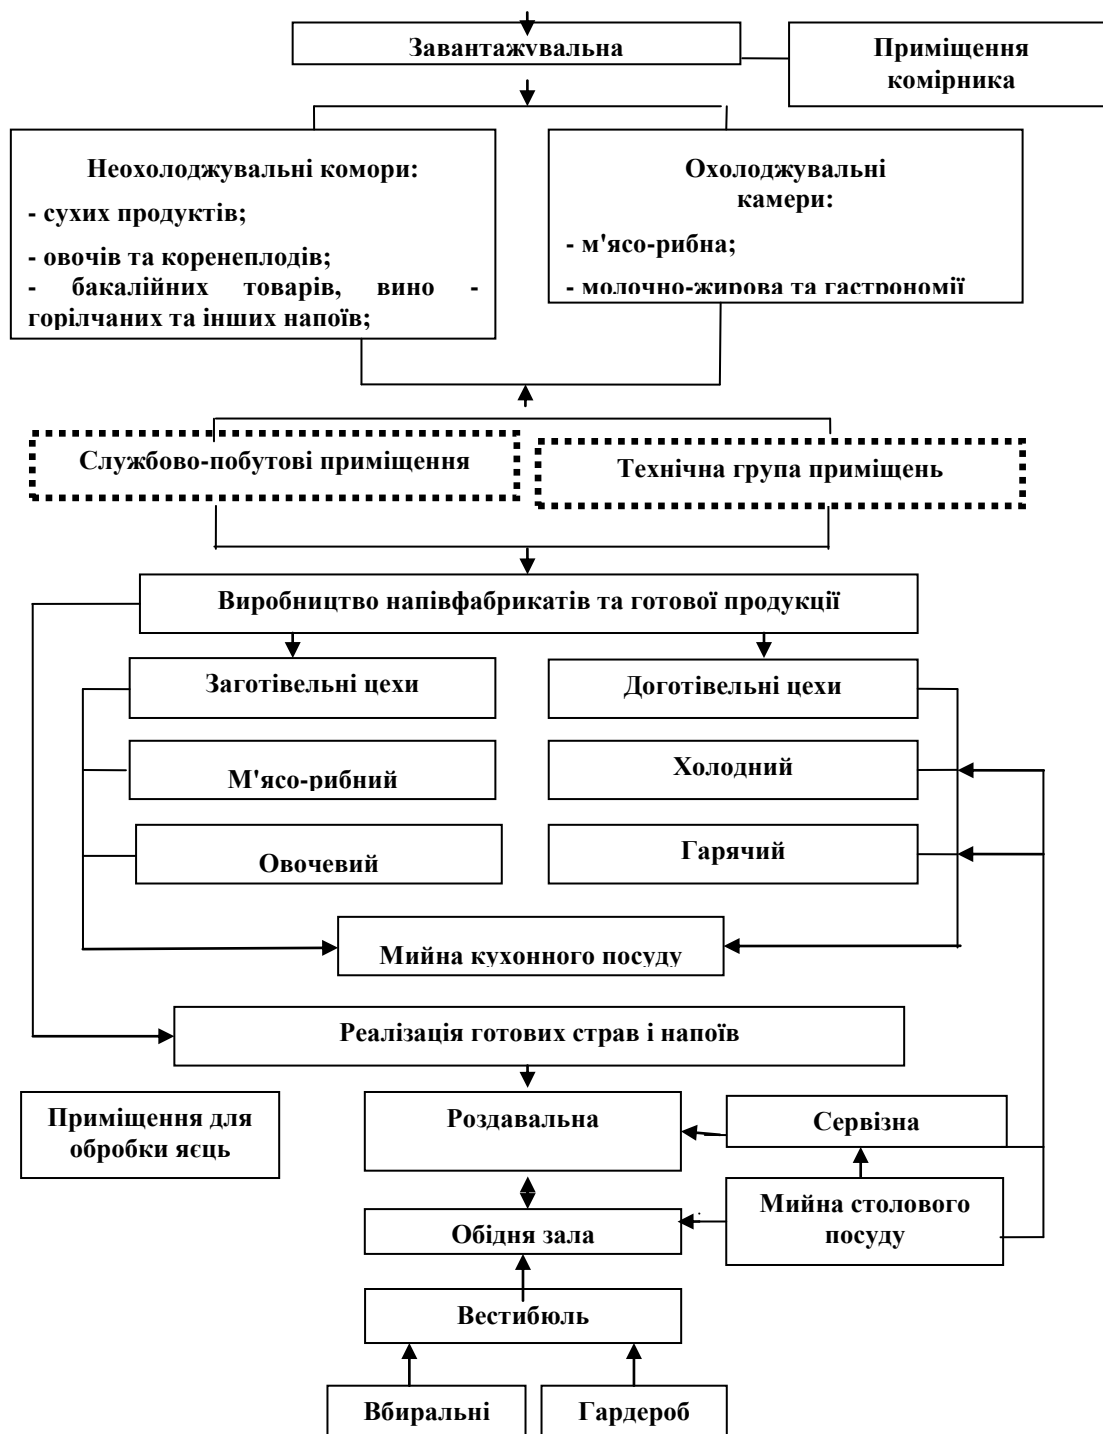 Завантажувальна
Приміщення
комірника
Неохолоджувальні комори:
- сухих продуктів;
- овочів та коренеплодів;
- бакалійних товарів, вино -
горілчаних та інших напоїв;
Охолоджувальні
камери:
- м'ясо-рибна;
- молочно-жирова та гастрономії
Службово-побутові приміщення
Технічна група приміщень
Виробництво напівфабрикатів та готової продукції
Заготівельні цехи
Доготівельні цехи
М'ясо-рибний
Холодний
Овочевий
Гарячий
Мийна кухонного посуду
Реалізація готових страв і напоїв
Приміщення для
обробки яєць
Роздавальна
Сервізна
Мийна столового
посуду
Обідня зала
Вестибюль
Вбиральні
Гардероб